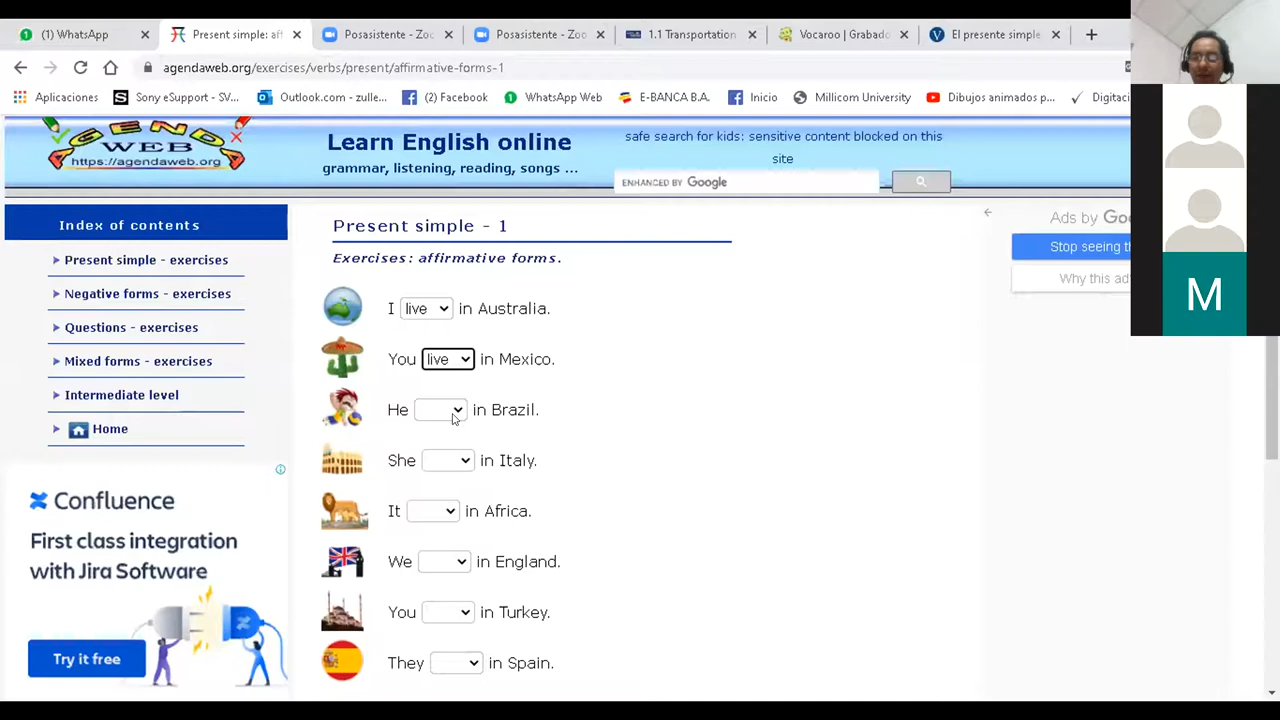 (1) WhatsApp
Present simple: aff
Posasistente - Zoo
Posasistente - Zoo
1.1 Transportation
Vocaroo | Grabado
El presente simple
agendaweb.org/exercises/verbs/present/affirmative-forms-1
Aplicaciones
Sony eSupport - SV...
Outlook.com - zulle...
(2) Facebook
WhatsApp Web
E-BANCA B.A.
Inicio
Millicom University
Dibujos animados p...
Digitaci
AGENDA
WEB
https://agendaweb.org
Learn English online
grammar, listening, reading, songs ...
safe search for kids: sensitive content blocked on this
site
ENHANCED BY Google
Index of contents
Present simple - exercises
Negative forms - exercises
Questions - exercises
Mixed forms - exercises
Intermediate level
Home
Confluence
First class integration
with Jira Software
Try it free
Present simple - 1
Exercises: affirmative forms.
I live in Australia.
You live in Mexico.
He in Brazil.
She in Italy.
It in Africa.
We in England.
You in Turkey.
They in Spain.
Ads by Goo
Stop seeing th
Why this ad
M